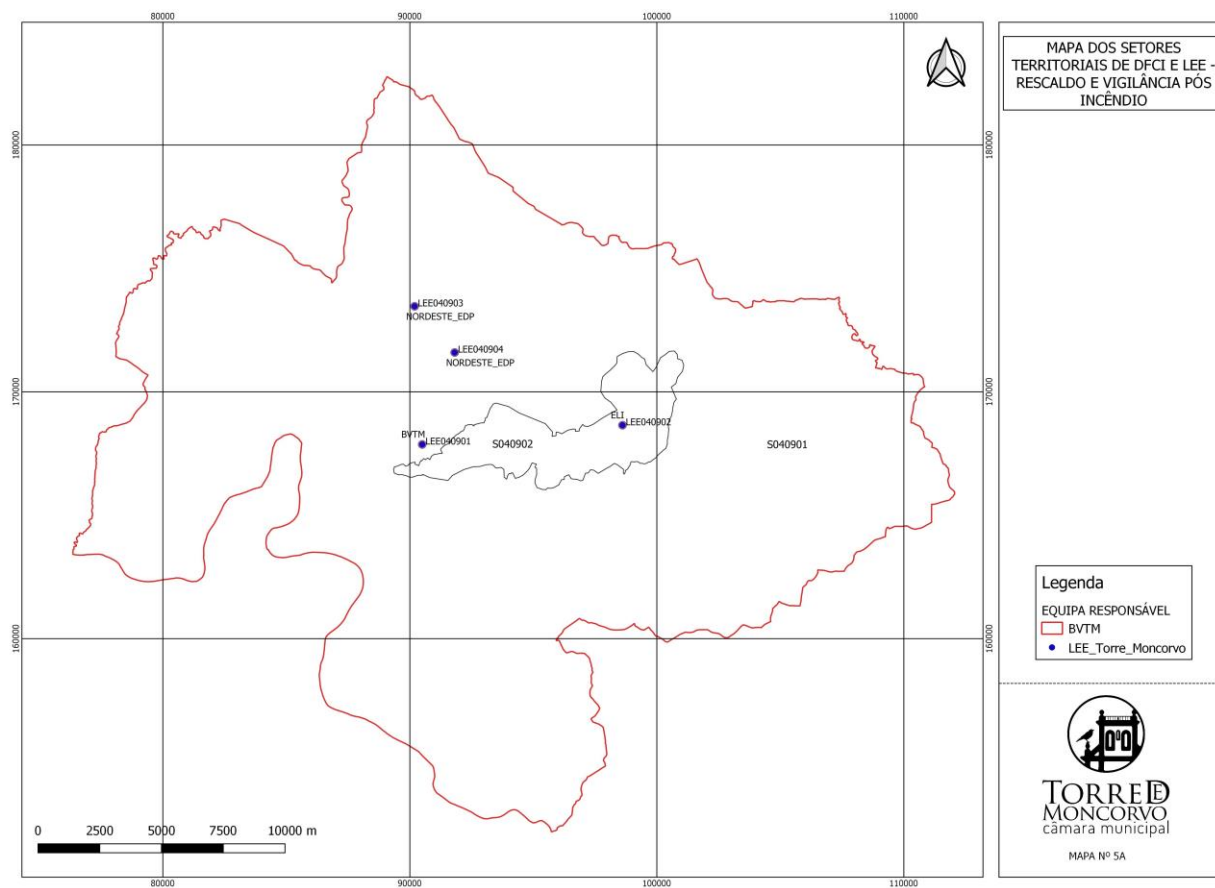 80000
90000
100000
110000
MAPA DOS SETORES
TERRITORIAIS DE DFCI E LEE -
RESCALDO E VIGILÂNCIA PÓS
INCÊNDIO
180000
180000
LEE040903
NORDESTE_EDP
LEE040904
NORDESTE_EDP
170000
170000
ELI
LEE040902
BVTM
LEE040901
S040902
S040901
Legenda
EQUIPA RESPONSÁVEL
BVTM
LEE_Torre_Moncorvo
160000
160000
TORRE DE
MONCORVO
câmara municipal
MAPA Nº 5A
0 2500 5000 7500 10000 m
80000
90000
100000
110000